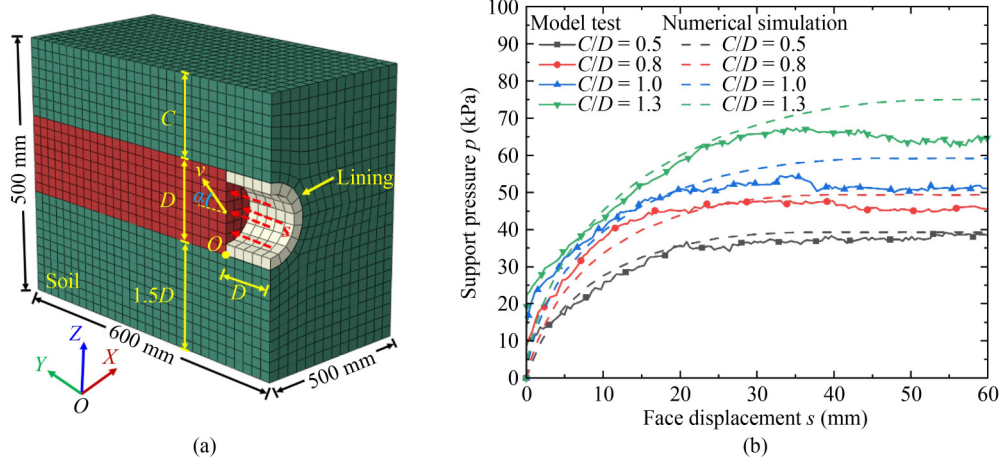 500 mm
C
v
α
D
Lining
s
O
D
Soil
1.5D
600 mm
500 mm
Z
Y
X
O
(a)
Support pressure p (kPa)
100
90
80
70
60
50
40
30
20
10
0
Model test Numerical simulation
C/D = 0.5 C/D = 0.5
C/D = 0.8 C/D = 0.8
C/D = 1.0 C/D = 1.0
C/D = 1.3 C/D = 1.3
0 10 20 30 40 50 60
Face displacement s (mm)
(b)